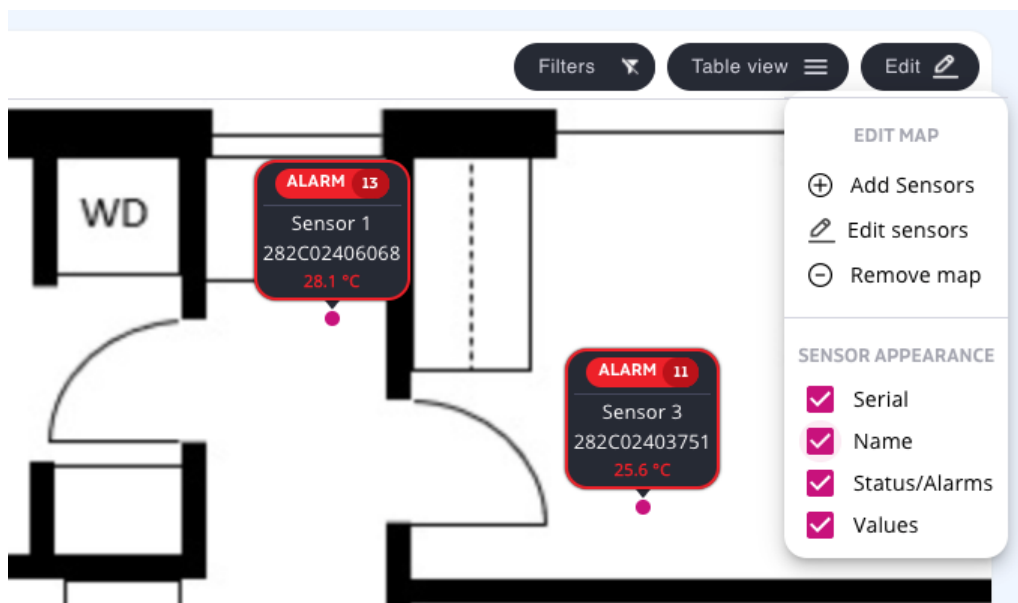 Filters
Table view
Edit
EDIT MAP
Add Sensors
Edit sensors
Remove map
SENSOR APPEARANCE
Serial
Name
Status/Alarms
Values
WD
ALARM 13
Sensor 1
282C02406068
28.1 °C
ALARM 11
Sensor 3
282C02403751
25.6 °C